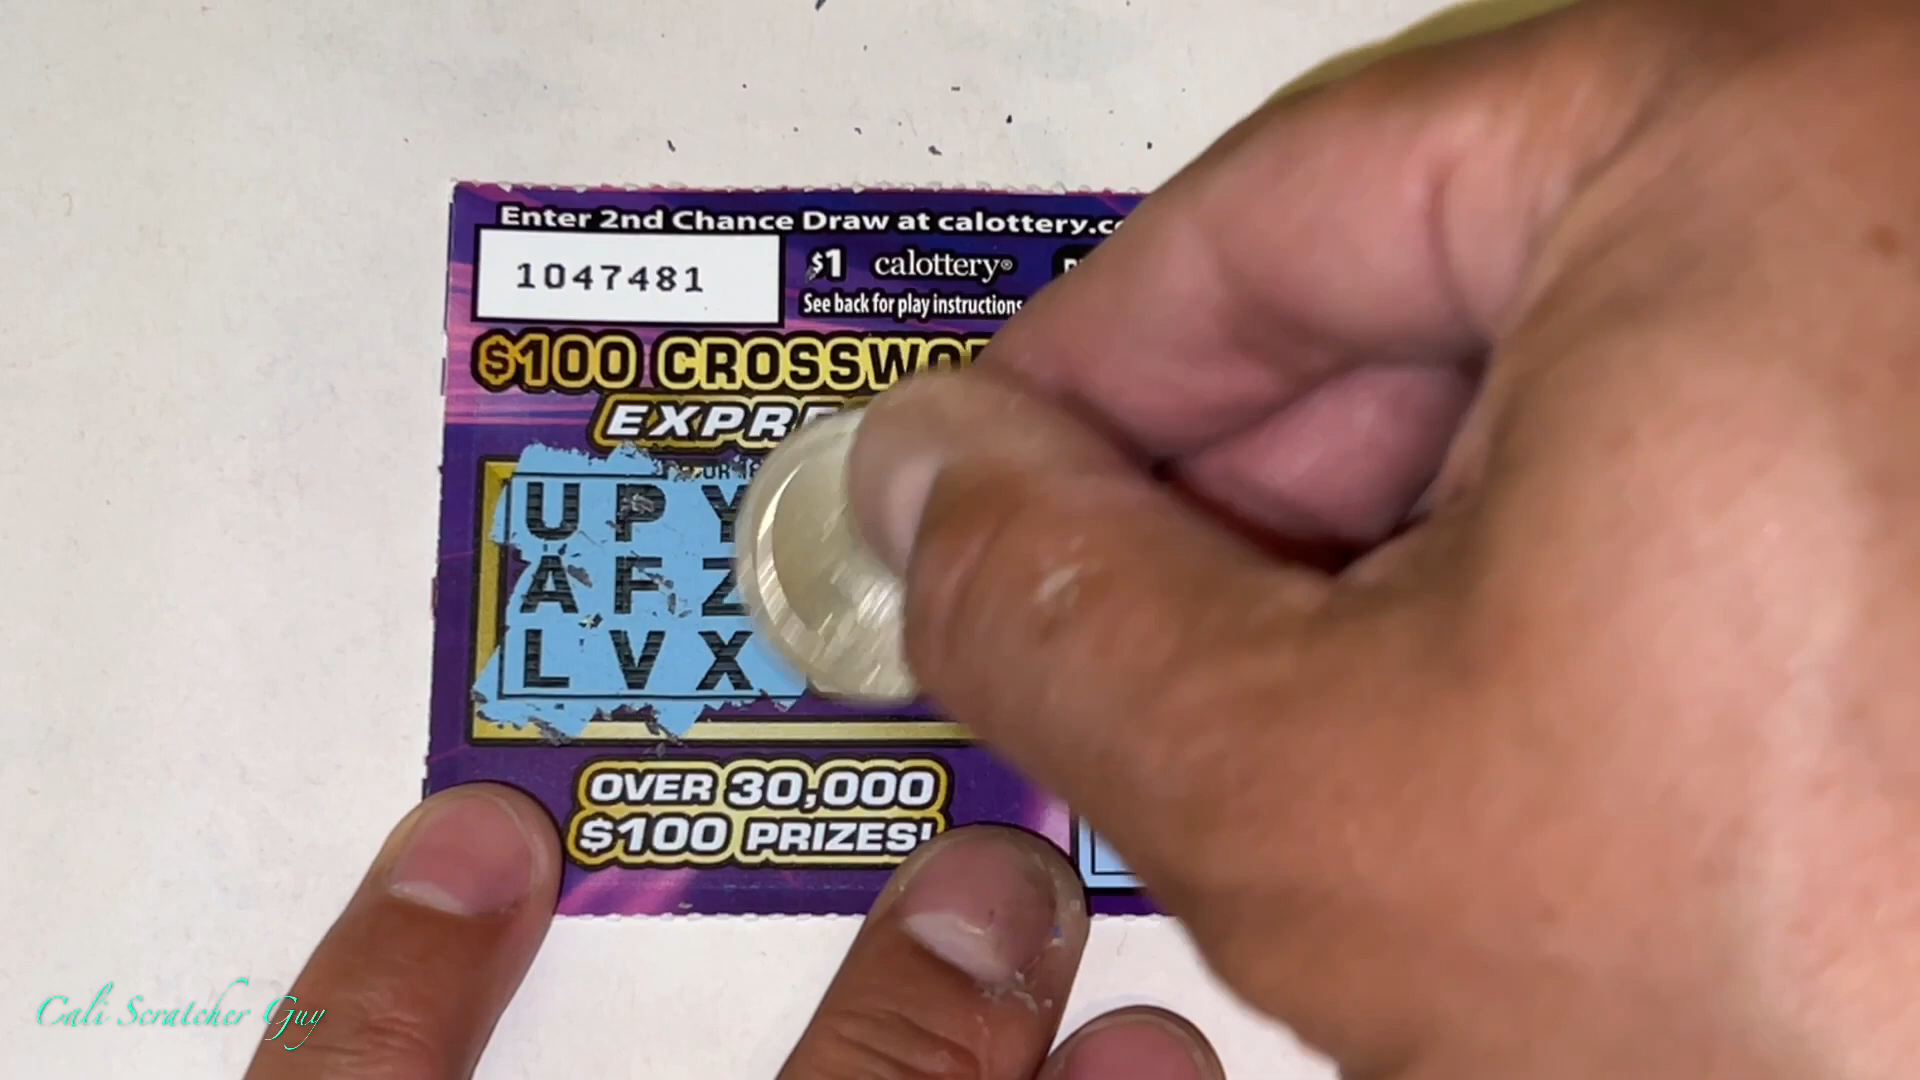 Enter 2nd Chance Draw at calottery.c
1047481
$1 calottery®
See back for play instructions
$100 CROSSWO
EXPRE
U P Y
A F Z
L V X
OVER 30,000
$100 PRIZES!
Cali Scratcher Guy